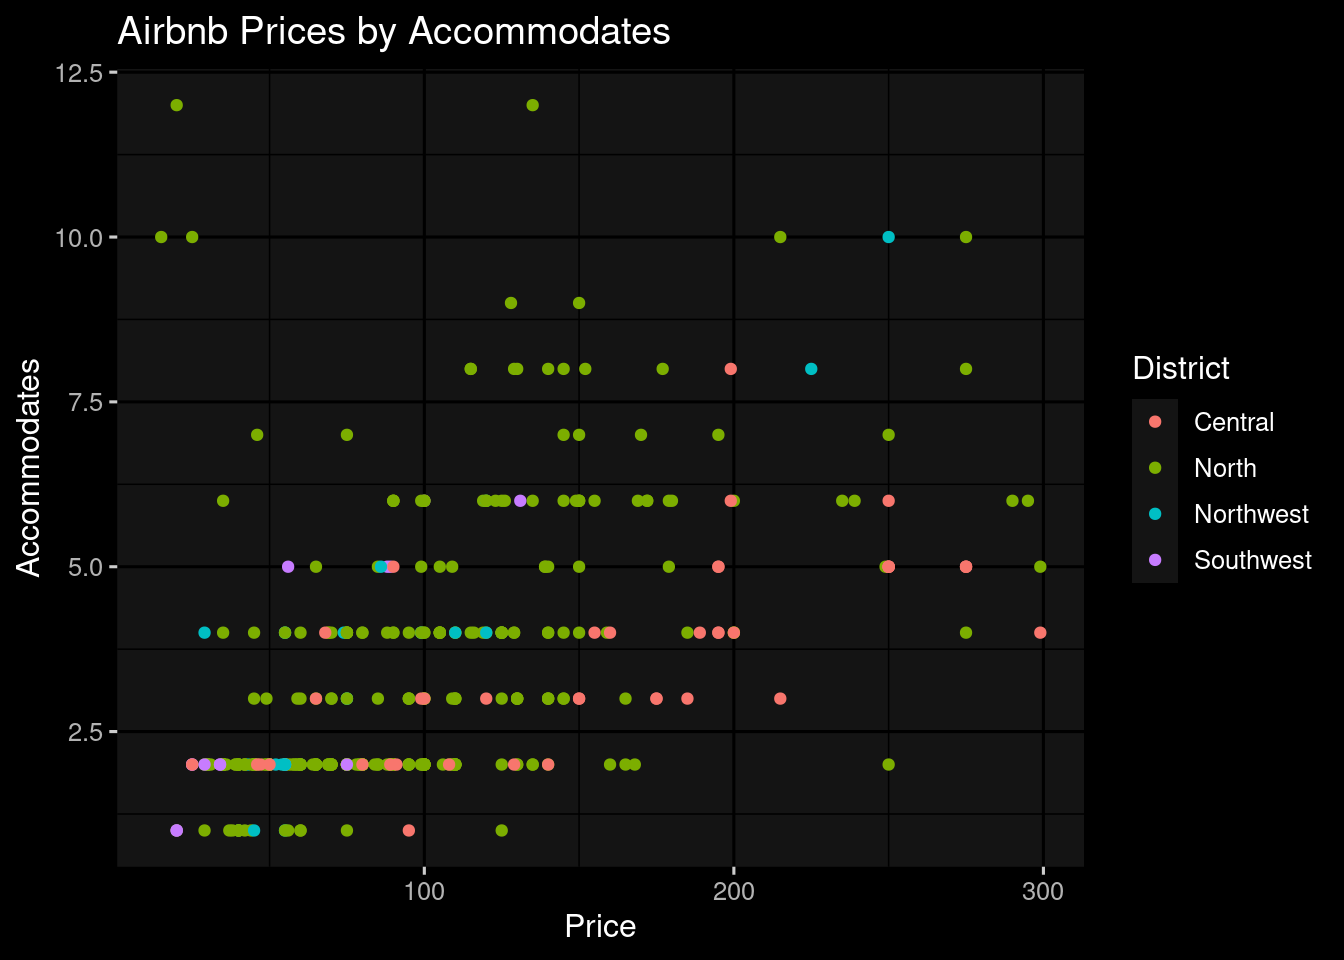 Airbnb Prices by Accommodates
12.5
10.0
7.5
5.0
2.5
Accommodates
100
200
300
Price
District
Central
North
Northwest
Southwest